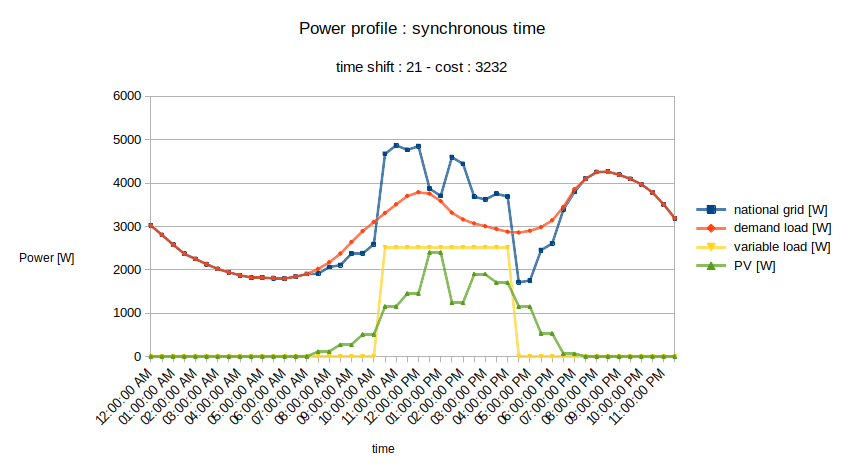 Power profile : synchronous time
time shift : 21 - cost : 3232
6000
5000
4000
3000
2000
1000
0
Power [W]
12:00:00 AM
01:00:00 AM
02:00:00 AM
03:00:00 AM
04:00:00 AM
05:00:00 AM
06:00:00 AM
07:00:00 AM
08:00:00 AM
09:00:00 AM
10:00:00 AM
11:00:00 AM
12:00:00 PM
01:00:00 PM
02:00:00 PM
03:00:00 PM
04:00:00 PM
05:00:00 PM
06:00:00 PM
07:00:00 PM
08:00:00 PM
09:00:00 PM
10:00:00 PM
11:00:00 PM
time
national grid [W]
demand load [W]
variable load [W]
PV [W]